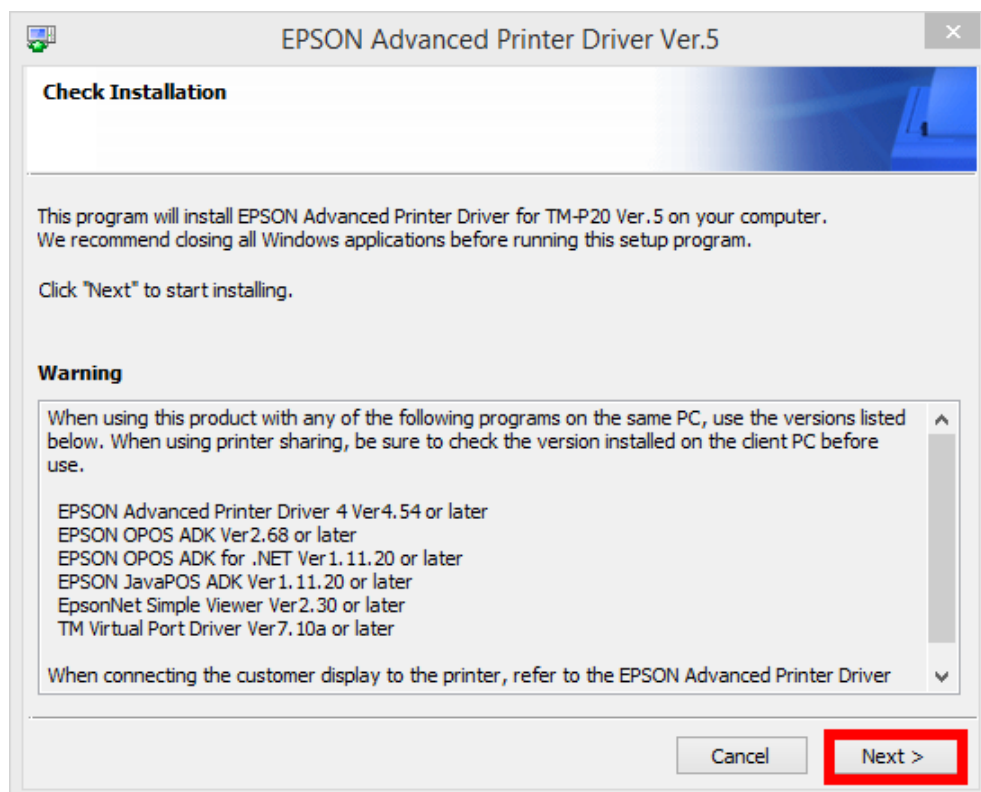 EPSON Advanced Printer Driver Ver.5
Check Installation
This program will install EPSON Advanced Printer Driver for TM-P20 Ver.5 on your computer.
We recommend closing all Windows applications before running this setup program.
Click "Next" to start installing.
Warning
When using this product with any of the following programs on the same PC, use the versions listed
below. When using printer sharing, be sure to check the version installed on the client PC before
use.
EPSON Advanced Printer Driver 4 Ver4.54 or later
EPSON OPOS ADK Ver2.68 or later
EPSON OPOS ADK for .NET Ver1.11.20 or later
EPSON JavaPOS ADK Ver1.11.20 or later
EpsonNet Simple Viewer Ver2.30 or later
TM Virtual Port Driver Ver7.10a or later
When connecting the customer display to the printer, refer to the EPSON Advanced Printer Driver
Cancel
Next >